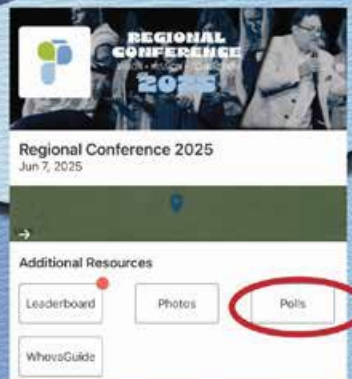 REGIONAL
CONFERENCE
2025
Regional Conference 2025
Jun 7, 2025
Additional Resources
Leaderboard
Photos
Polls
WhovaGuide